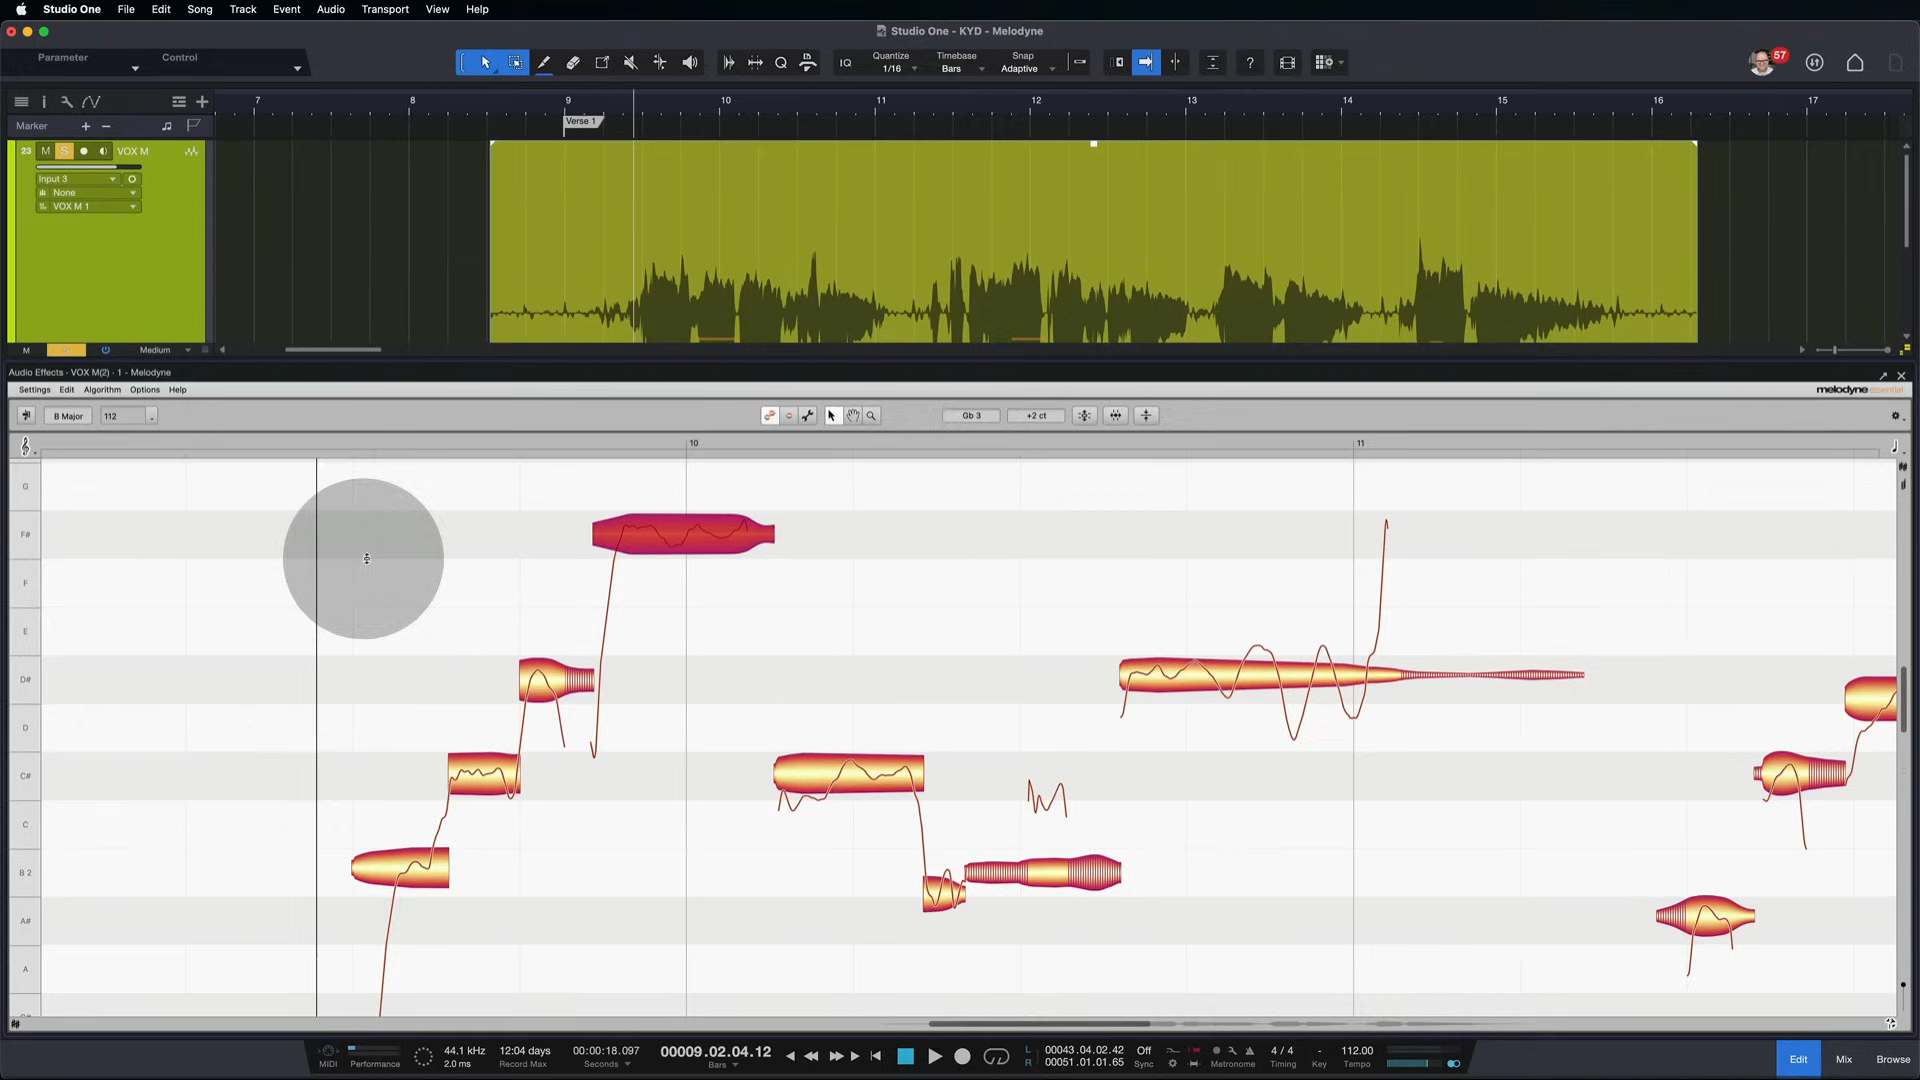 Studio One File Edit Song Track Event Audio Transport View Help
Studio One - KYD - Melodyne
Parameter Control
IQ Quantize 1/16 Timebase Bars Snap Adaptive
57
7 8 9 10 11 12 13 14 15 16 17
Marker
Verse 1
23 M S VOX M
Input 3
None
VOX M 1
M Medium
Audio Effects · VOX M(2) · 1 - Melodyne
Settings Edit Algorithm Options Help
melodyne essential
B Major 112 Gb 3 +2 ct
10 11
G
F#
F
E
D#
D
C#
C
B 2
A#
A
MIDI Performance
44.1 kHz
2.0 ms
12:04 days
Record Max
00:00:18.097
Seconds
00009.02.04.12
Bars
L 00043.04.02.42
R 00051.01.01.65
Off
Sync
Metronome
4 / 4
Timing
-
Key
112.00
Tempo
Edit Mix Browse